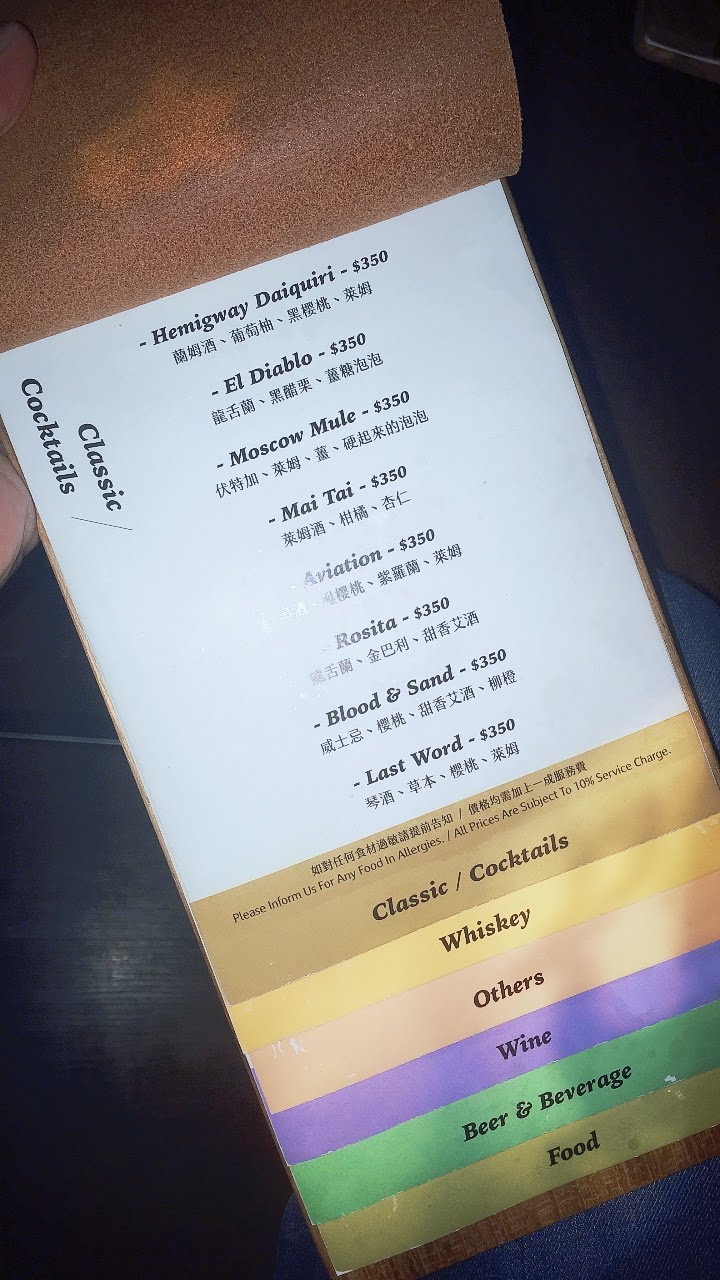 - Hemigway Daiquiri - $350
蘭姆酒、葡萄柚、黑櫻桃、萊姆
- El Diablo - $350
龍舌蘭、黑醋栗、薑糖泡泡
- Moscow Mule - $350
伏特加、萊姆、薑、硬起來的泡泡
- Mai Tai - $350
萊姆酒、柑橘、杏仁
- Aviation - $350
酒、黑櫻桃、紫羅蘭、萊姆
- Rosita - $350
龍舌蘭、金巴利、甜香艾酒
- Blood & Sand - $350
威士忌、櫻桃、甜香艾酒、柳橙
- Last Word - $350
琴酒、草本、櫻桃、萊姆
Classic /
Cocktails
如對任何食材過敏請提前告知 / 價格均需加上一成服務費
Please Inform Us For Any Food In Allergies. / All Prices Are Subject To 10% Service Charge.
Classic / Cocktails
Whiskey
Others
Wine
Beer & Beverage
Food